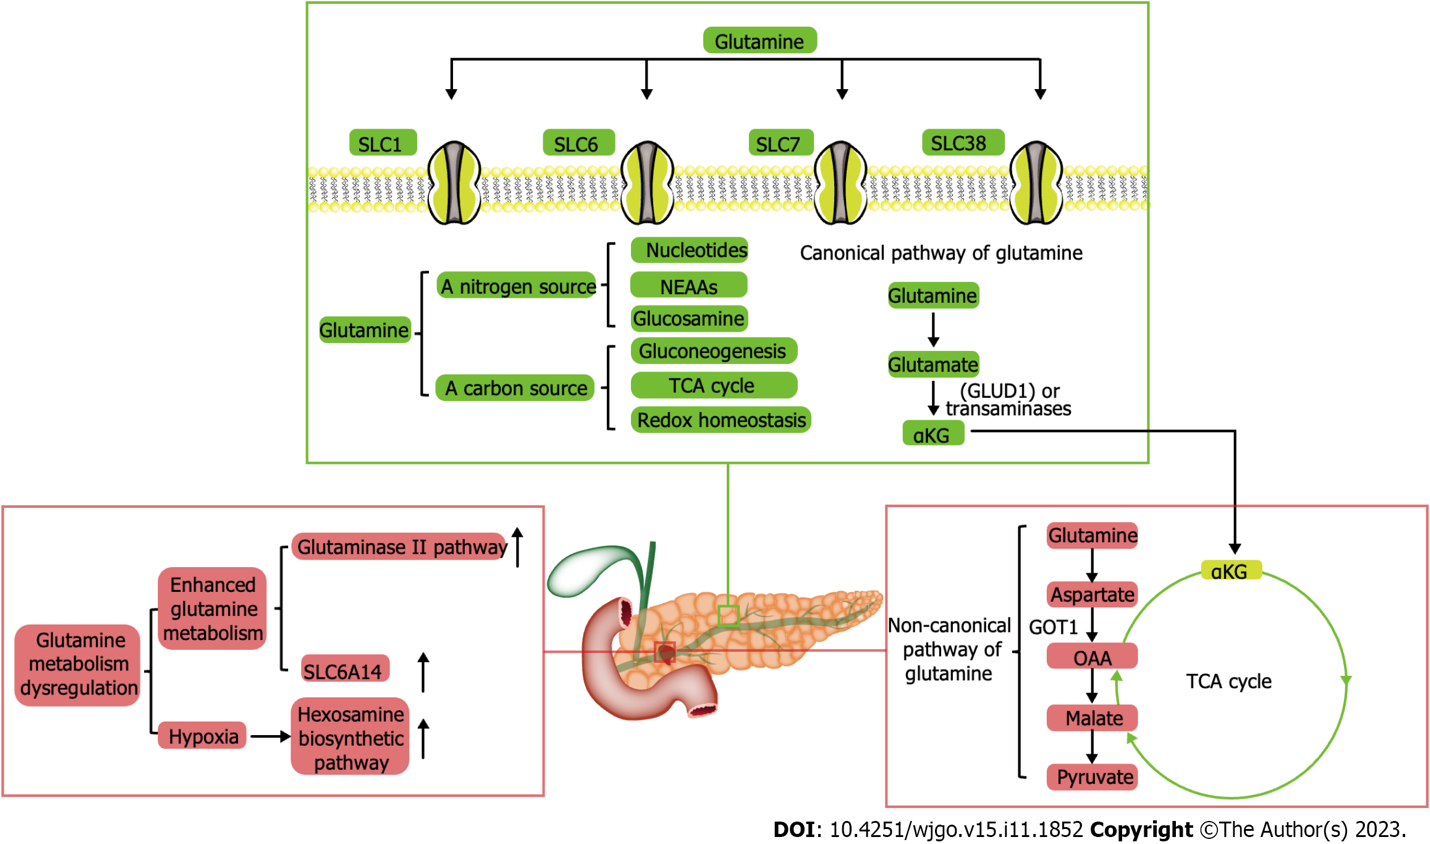 Glutamine
SLC1
SLC6
SLC7
SLC38
Glutamine
A nitrogen source
Nucleotides
NEAAs
Glucosamine
A carbon source
Gluconeogenesis
TCA cycle
Redox homeostasis
Canonical pathway of glutamine
Glutamine
Glutamate
(GLUD1) or
transaminases
αKG
Glutamine
metabolism
dysregulation
Enhanced
glutamine
metabolism
Glutaminase II pathway
SLC6A14
Hypoxia
Hexosamine
biosynthetic
pathway
Non-canonical
pathway of
glutamine
Glutamine
Aspartate
GOT1
OAA
Malate
Pyruvate
αKG
TCA cycle
DOI: 10.4251/wjgo.v15.i11.1852 Copyright ©The Author(s) 2023.